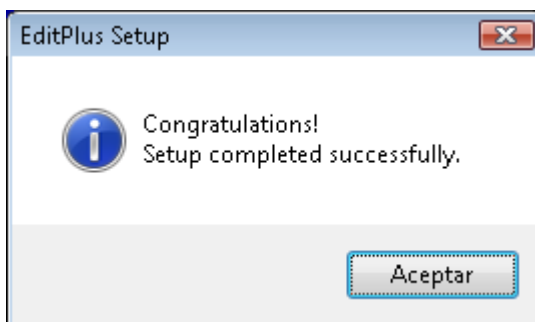 EditPlus Setup
Congratulations!
Setup completed successfully.
Aceptar